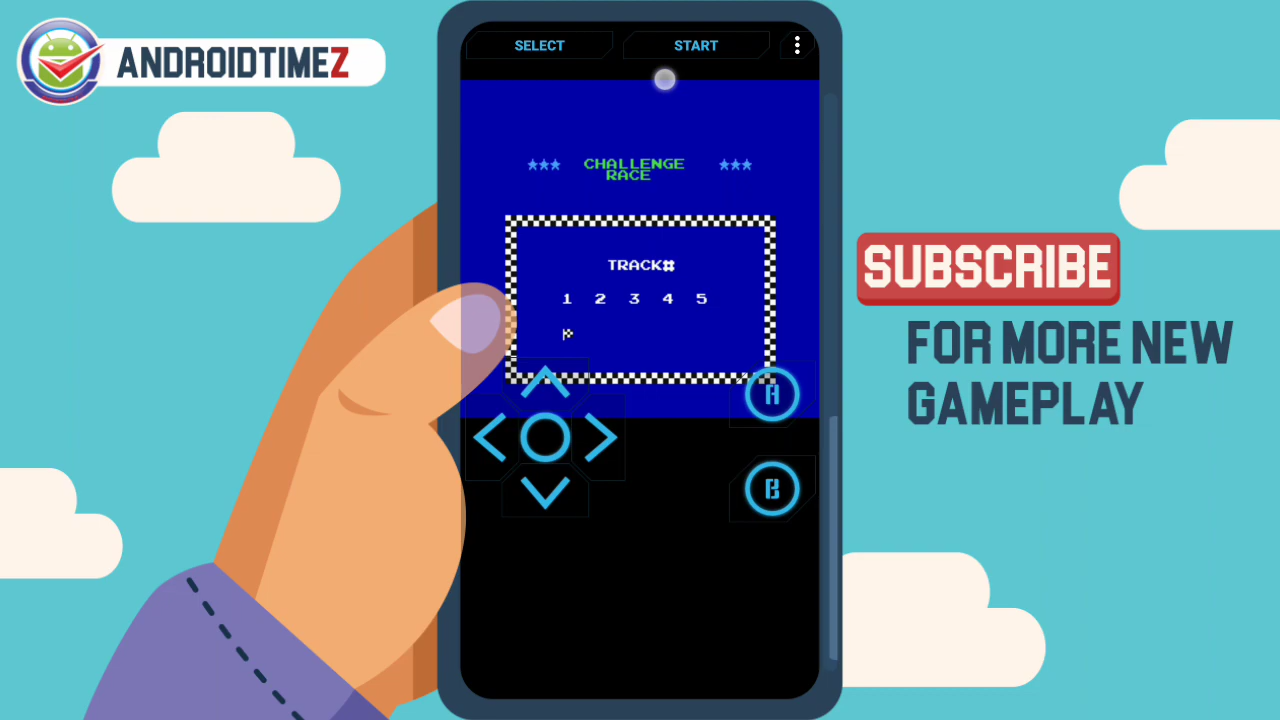 ANDROIDTIMEZ
SELECT
START
*** CHALLENGE ***
RACE
TRACK#
1 2 3 4 5
A
B
SUBSCRIBE
FOR MORE NEW
GAMEPLAY